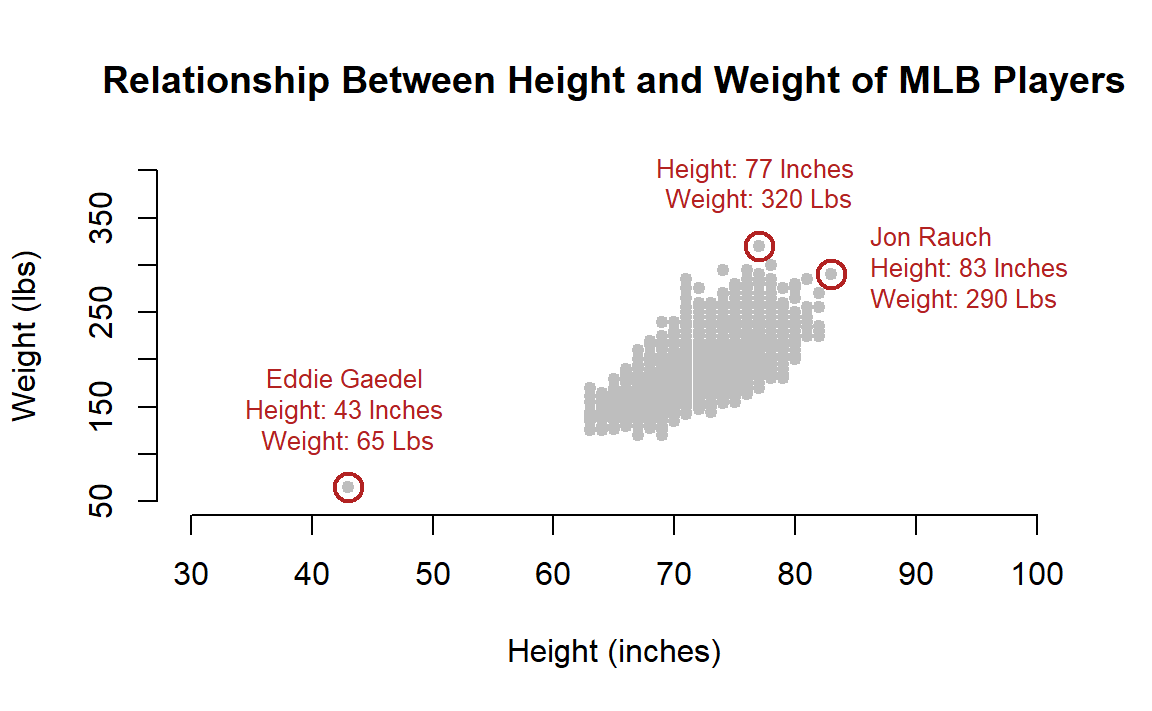 Relationship Between Height and Weight of MLB Players
Height: 77 Inches
Weight: 320 Lbs
Jon Rauch
Height: 83 Inches
Weight: 290 Lbs
Eddie Gaedel
Height: 43 Inches
Weight: 65 Lbs
Weight (lbs)
350
250
150
50
30 40 50 60 70 80 90 100
Height (inches)